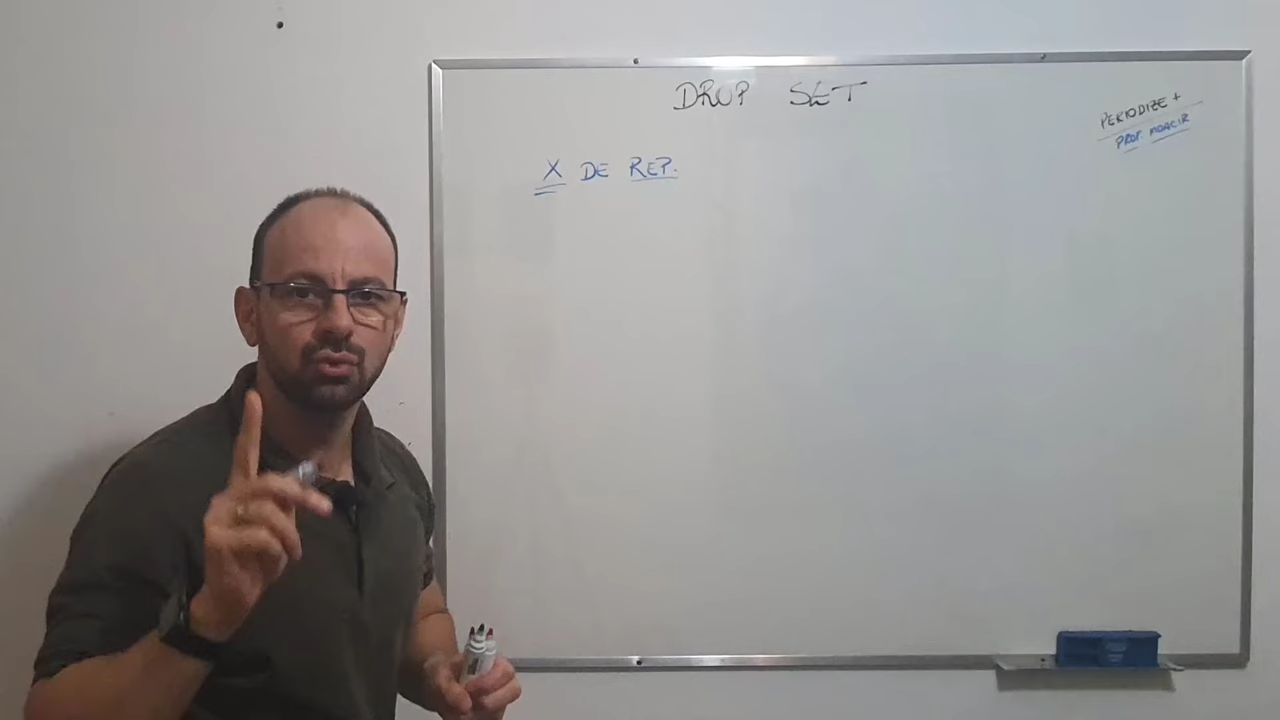 DROP SET
PERIODIZE +
PROF. MOACIR
X DE REP.